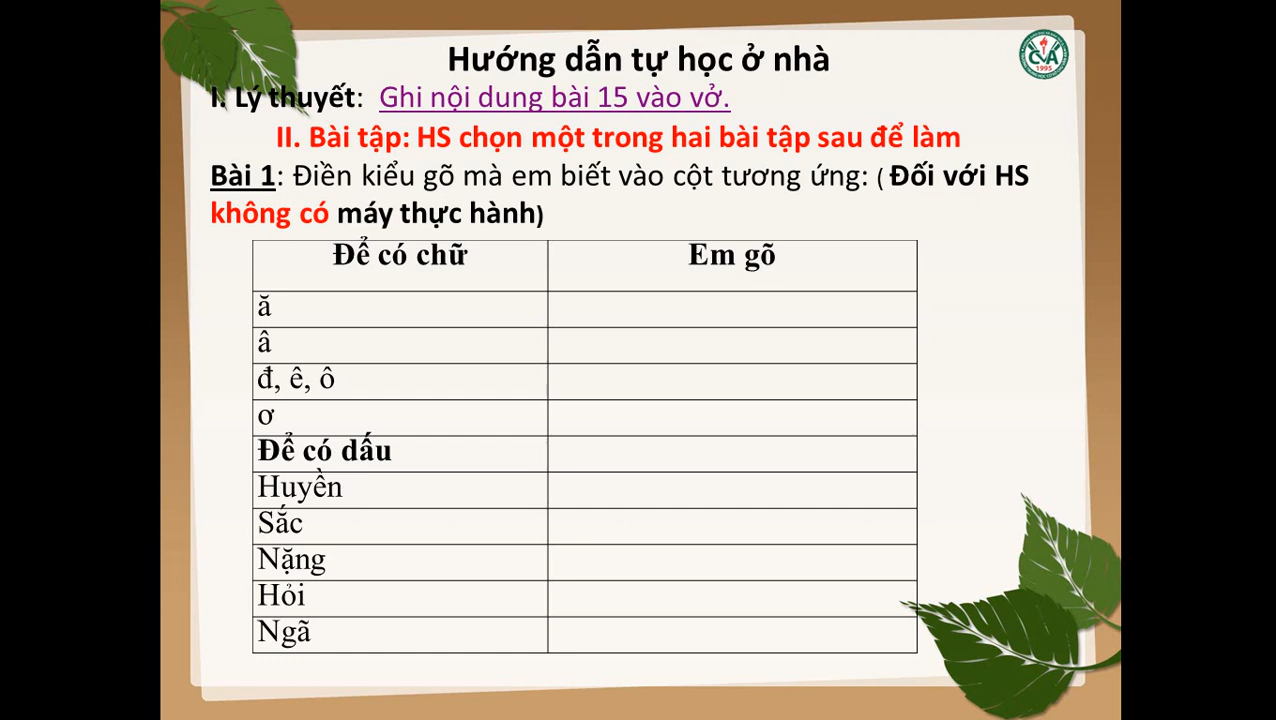 Hướng dẫn tự học ở nhà
CVA
1995
I. Lý thuyết: Ghi nội dung bài 15 vào vở.
II. Bài tập: HS chọn một trong hai bài tập sau để làm
Bài 1: Điền kiểu gõ mà em biết vào cột tương ứng: ( Đối với HS
không có máy thực hành)
Để có chữ Em gõ
ă
â
đ, ê, ô
ơ
Để có dấu
Huyền
Sắc
Nặng
Hỏi
Ngã